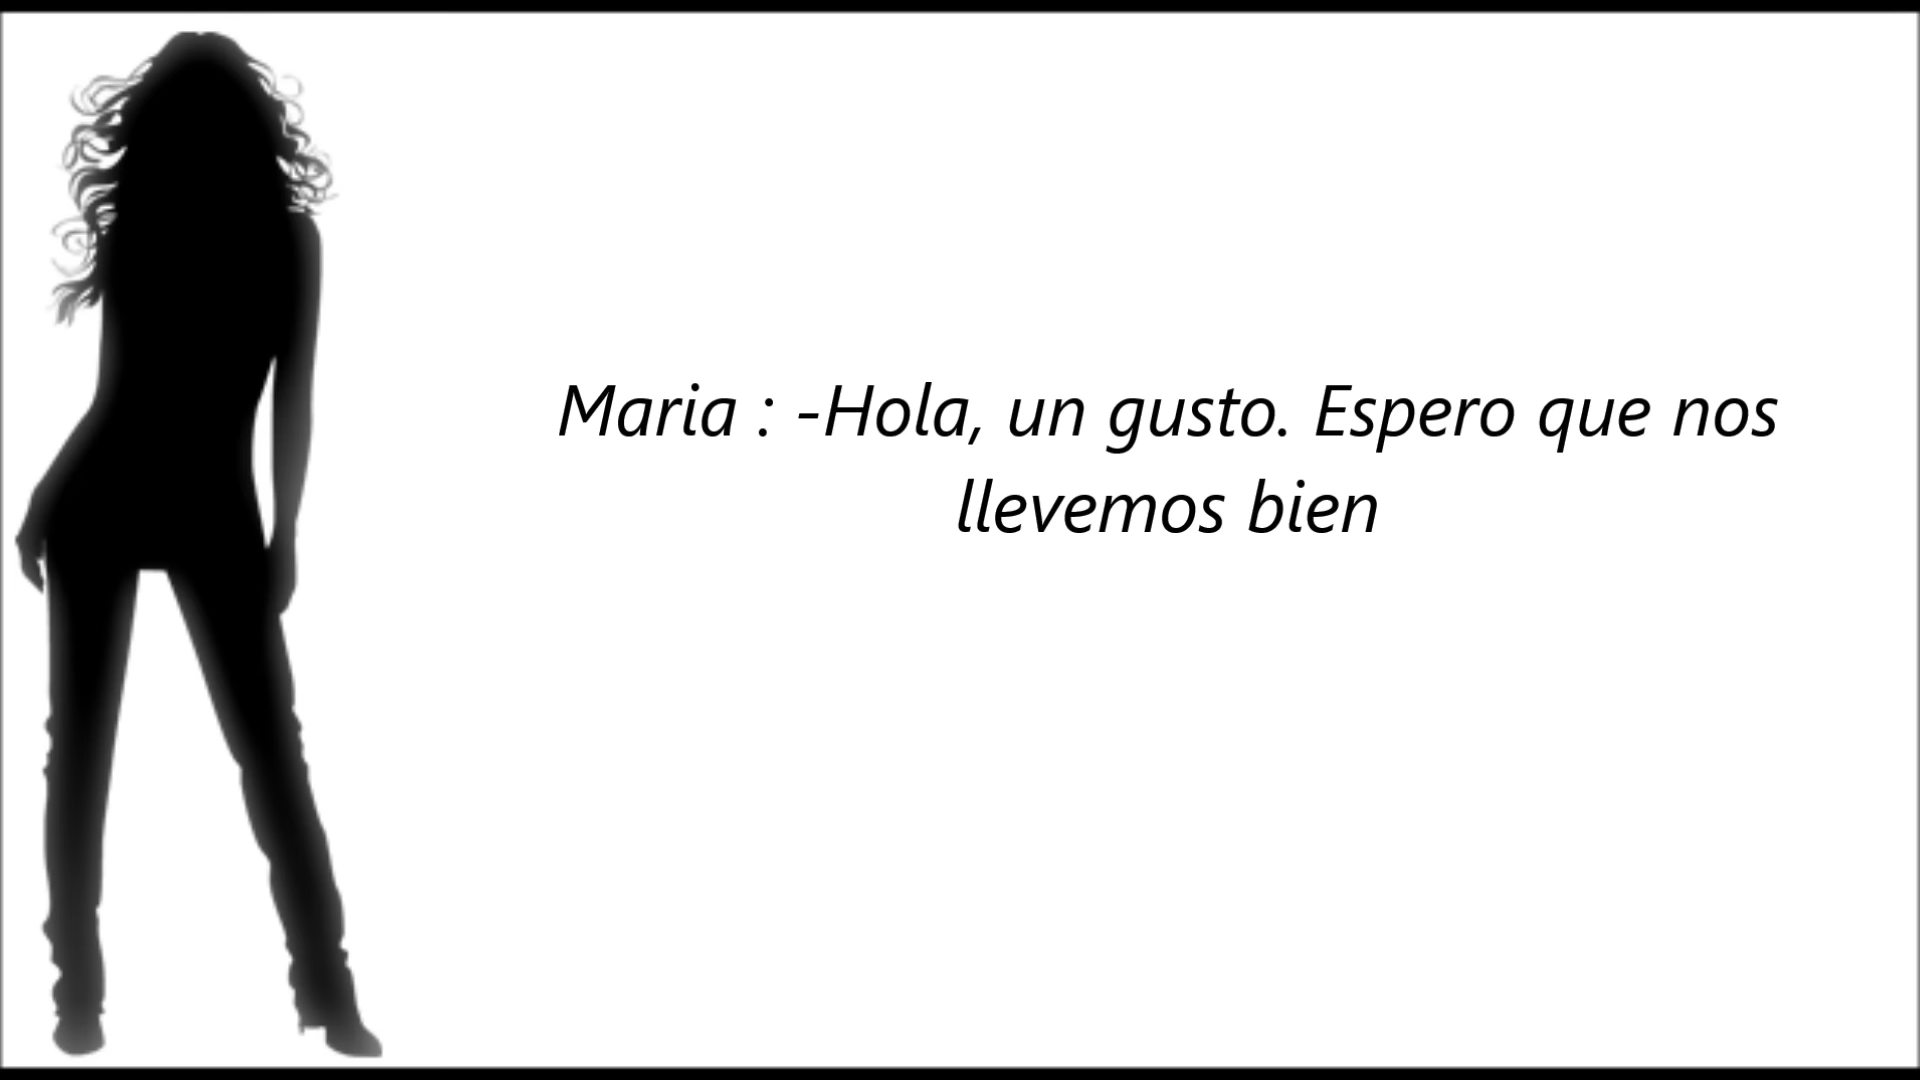 Maria : -Hola, un gusto. Espero que nos
llevemos bien